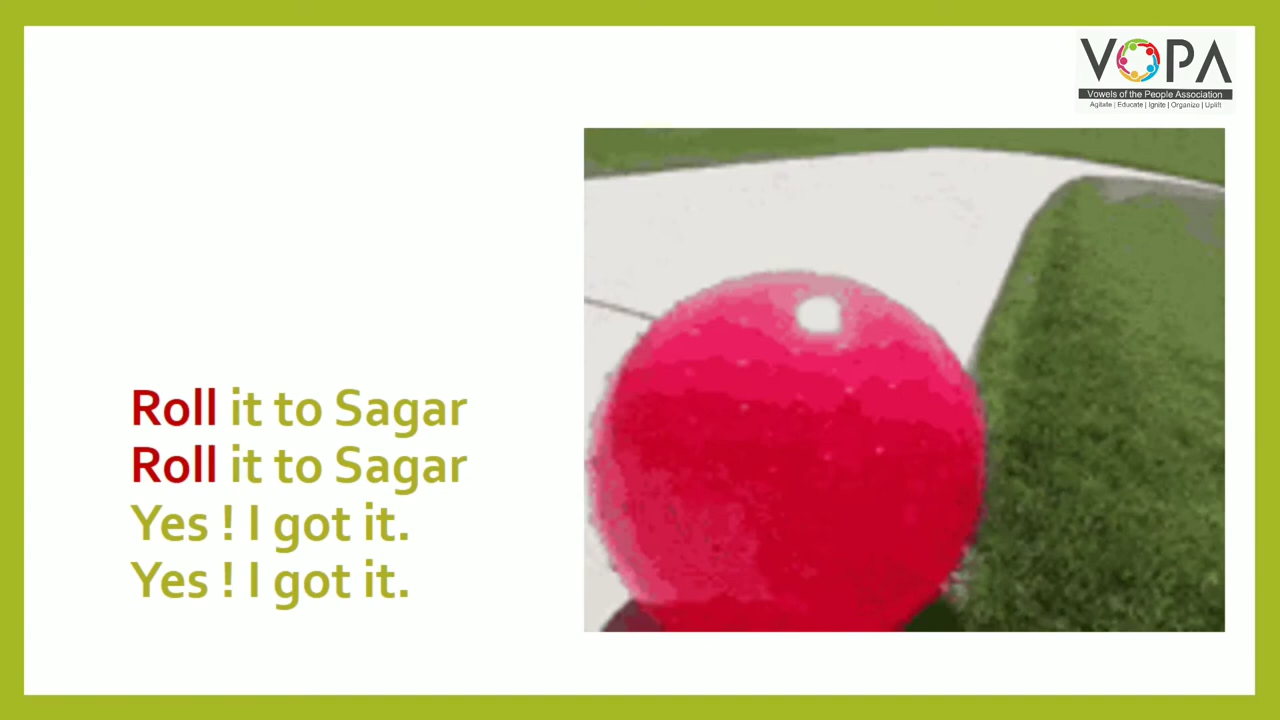 VOPA
Vowels of the People Association
Agitate | Educate | Ignite | Organize | Uplift
Roll it to Sagar
Roll it to Sagar
Yes ! I got it.
Yes ! I got it.